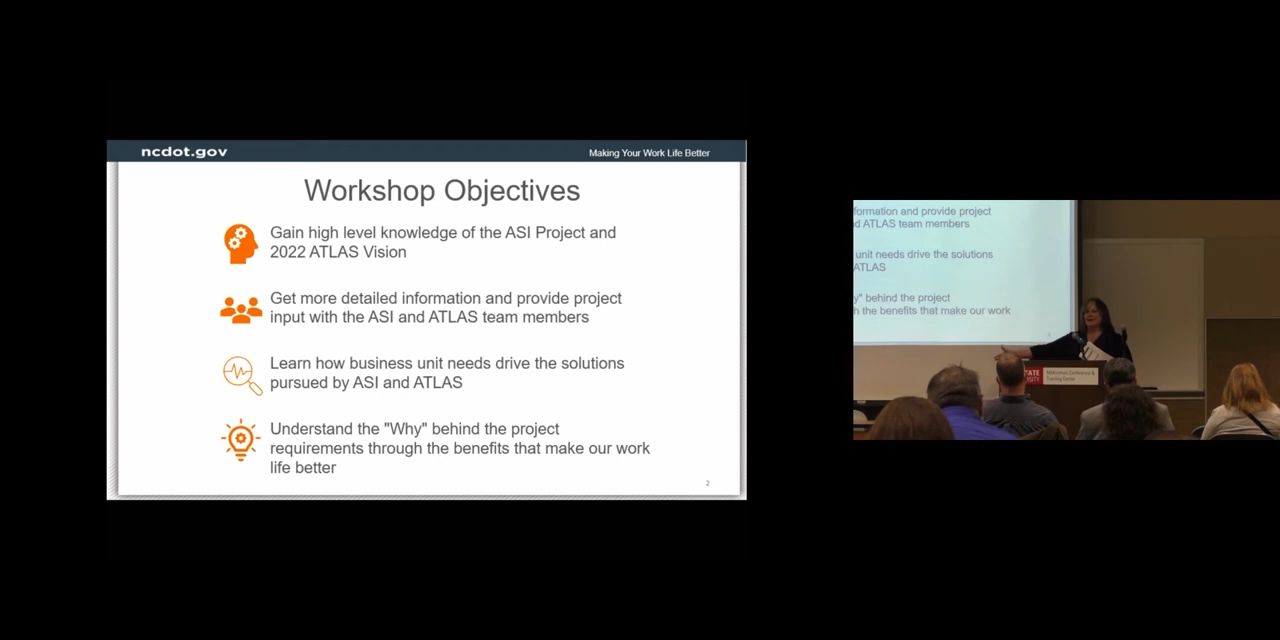 ncdot.gov
Making Your Work Life Better
Workshop Objectives
Gain high level knowledge of the ASI Project and
2022 ATLAS Vision
Get more detailed information and provide project
input with the ASI and ATLAS team members
Learn how business unit needs drive the solutions
pursued by ASI and ATLAS
Understand the "Why" behind the project
requirements through the benefits that make our work
life better
2
formation and provide project
d ATLAS team members
unit needs drive the solutions
ATLAS
y" behind the project
h the benefits that make our work
McKimmon Conference &
Training Center